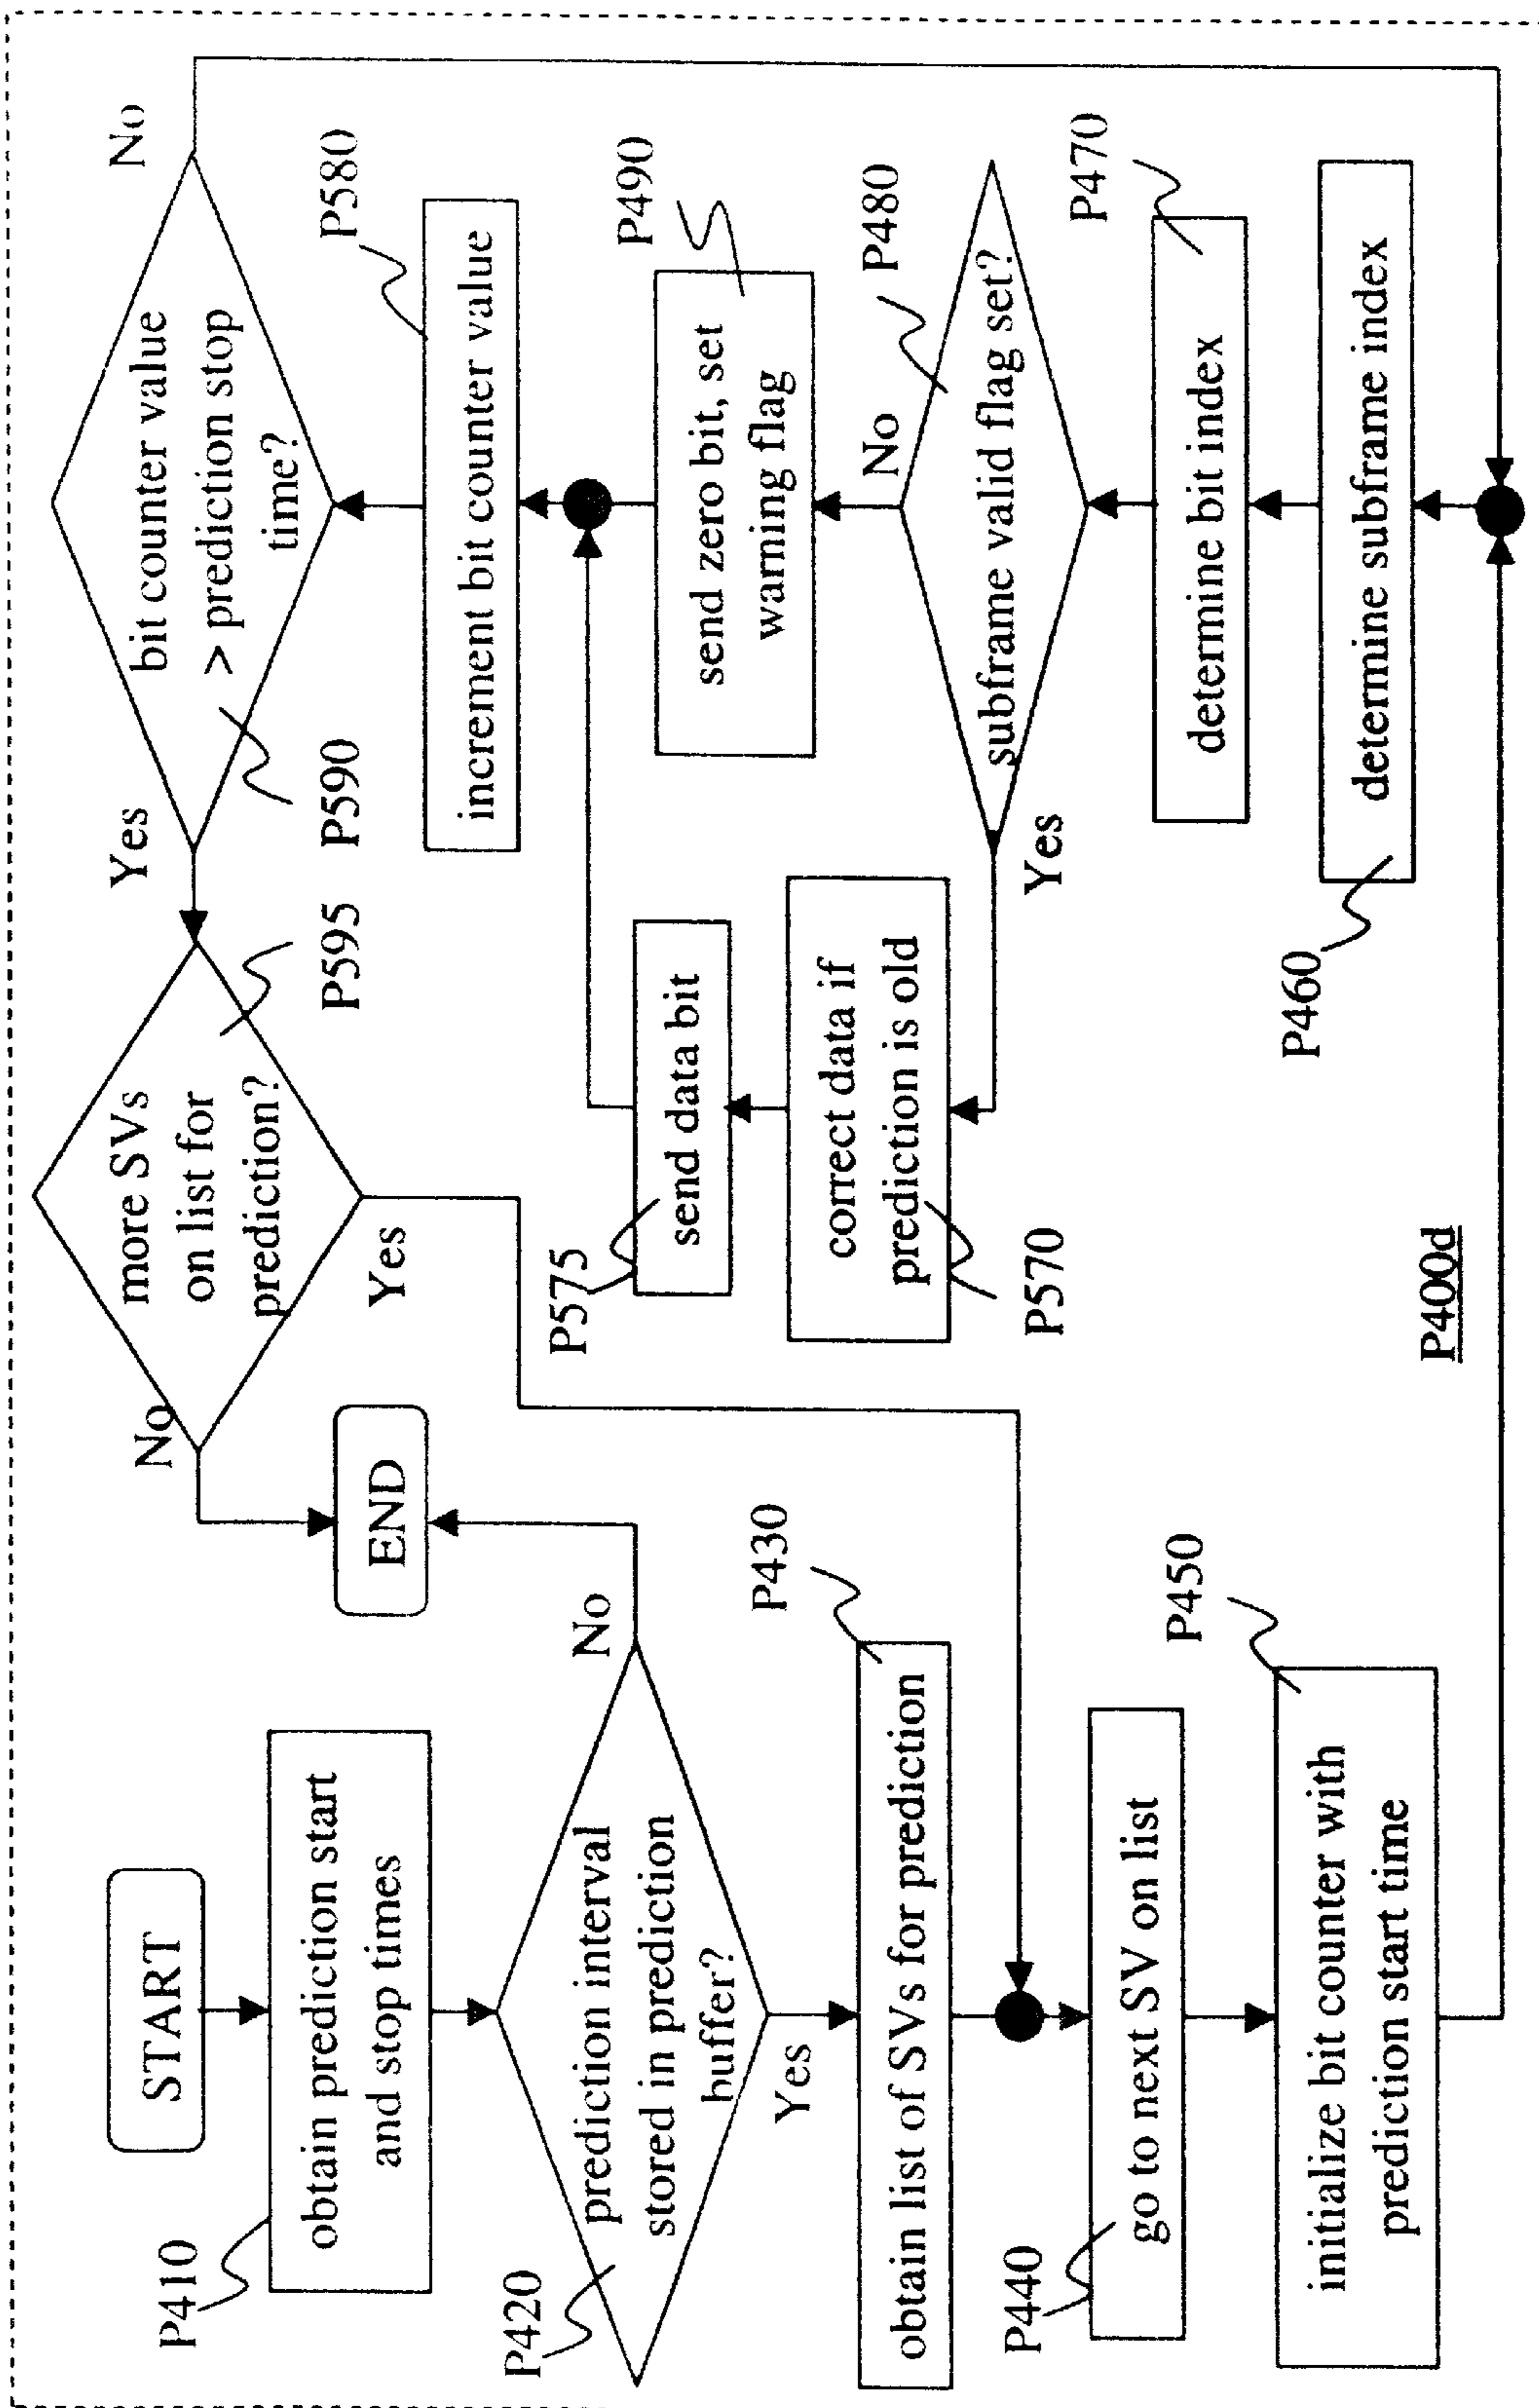 START
P410
obtain prediction start
and stop times
P420
prediction interval
stored in prediction
buffer?
No
Yes
P430
obtain list of SVs for prediction
P440
go to next SV on list
P450
initialize bit counter with
prediction start time
END
No
more SVs
on list for
prediction?
Yes
P595
Yes
bit counter value
> prediction stop
time?
No
P590
P580
increment bit counter value
P575
send data bit
P490
send zero bit, set
warning flag
correct data if
prediction is old
P570
No
P480
subframe valid flag set?
Yes
P470
determine bit index
P460
determine subframe index
P400d